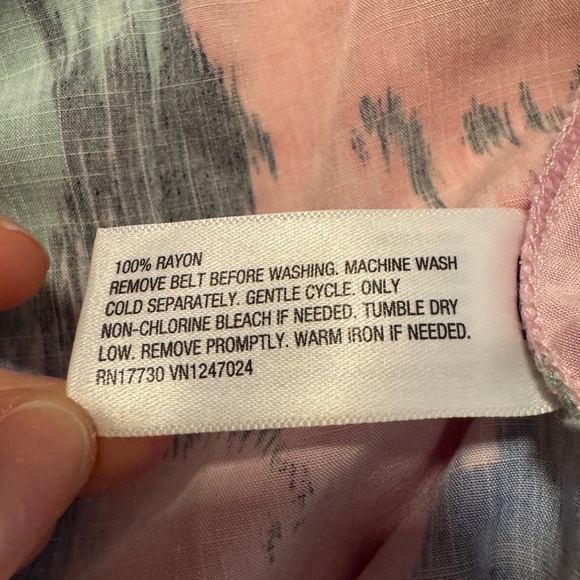 100% RAYON
REMOVE BELT BEFORE WASHING. MACHINE WASH
COLD SEPARATELY. GENTLE CYCLE. ONLY
NON-CHLORINE BLEACH IF NEEDED. TUMBLE DRY
LOW. REMOVE PROMPTLY. WARM IRON IF NEEDED.
RN17730 VN1247024